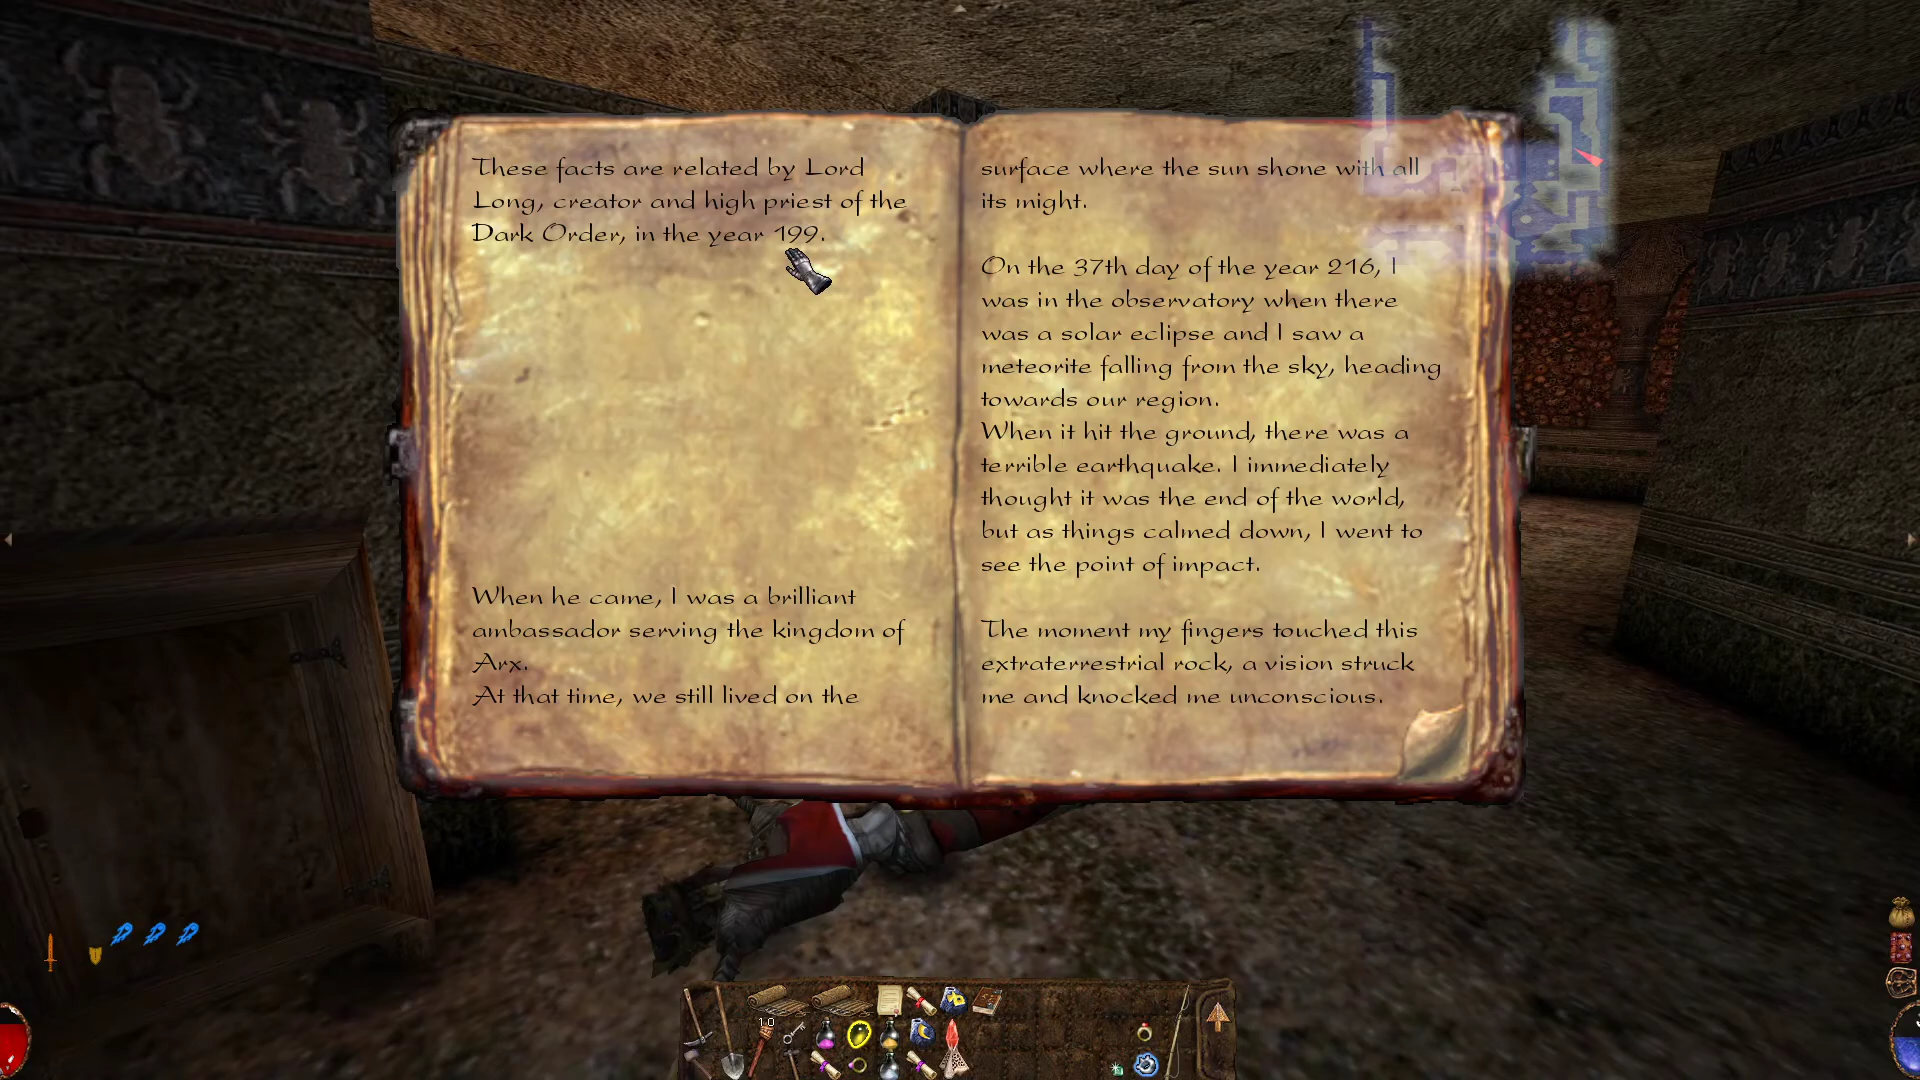 These facts are related by Lord
Long, creator and high priest of the
Dark Order, in the year 199.
When he came, I was a brilliant
ambassador serving the kingdom of
Arx.
At that time, we still lived on the
surface where the sun shone with all
its might.
On the 37th day of the year 216, I
was in the observatory when there
was a solar eclipse and I saw a
meteorite falling from the sky, heading
towards our region.
When it hit the ground, there was a
terrible earthquake. I immediately
thought it was the end of the world,
but as things calmed down, I went to
see the point of impact.
The moment my fingers touched this
extraterrestrial rock, a vision struck
me and knocked me unconscious.
10